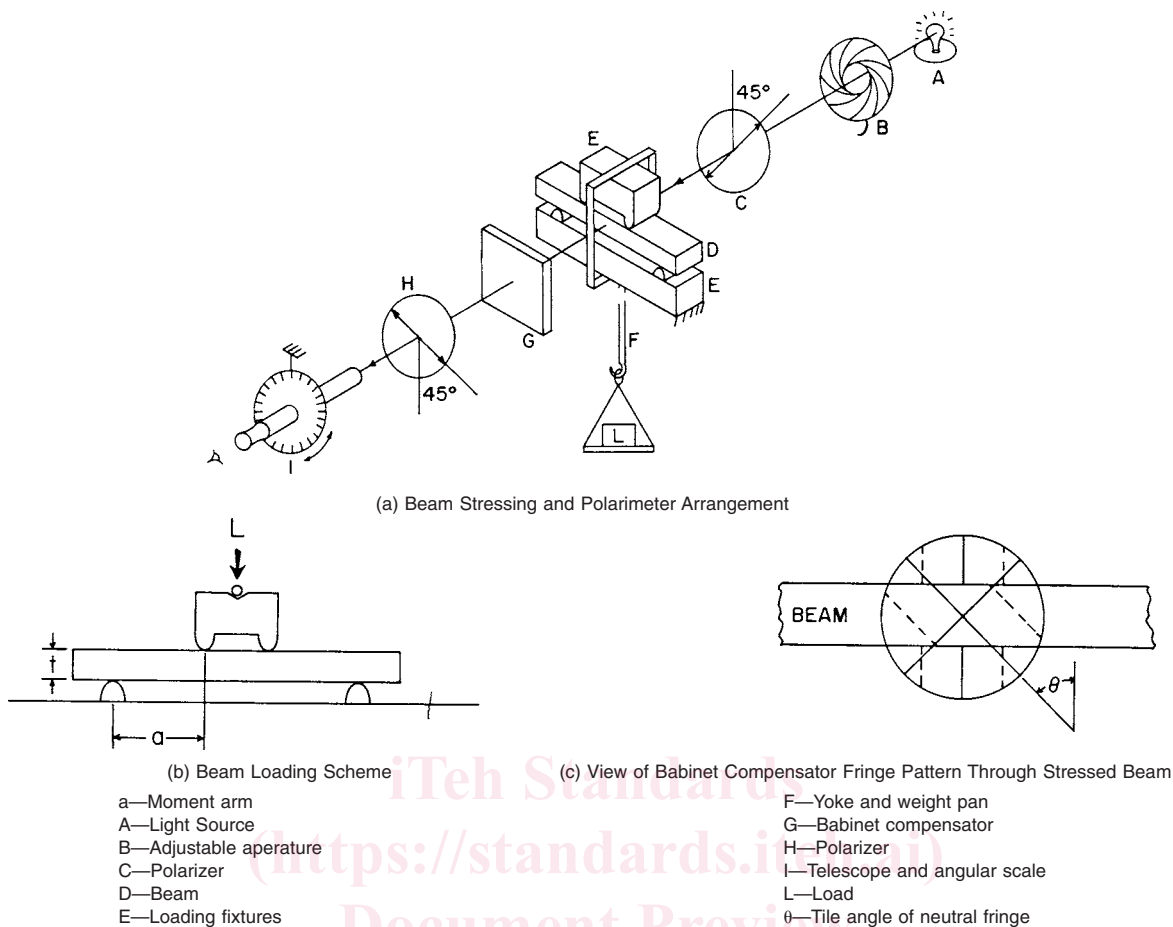 A
B
45°
C
E
D
E
G
F
H
45°
L
I
(a) Beam Stressing and Polarimeter Arrangement
L
t
a
BEAM
θ
(b) Beam Loading Scheme
(c) View of Babinet Compensator Fringe Pattern Through Stressed Beam
a—Moment arm
A—Light Source
B—Adjustable aperature
C—Polarizer
D—Beam
E—Loading fixtures
F—Yoke and weight pan
G—Babinet compensator
H—Polarizer
I—Telescope and angular scale
L—Load
θ—Tile angle of neutral fringe
iTeh Standards
(https://standards.iteh.ai)
Document Preview